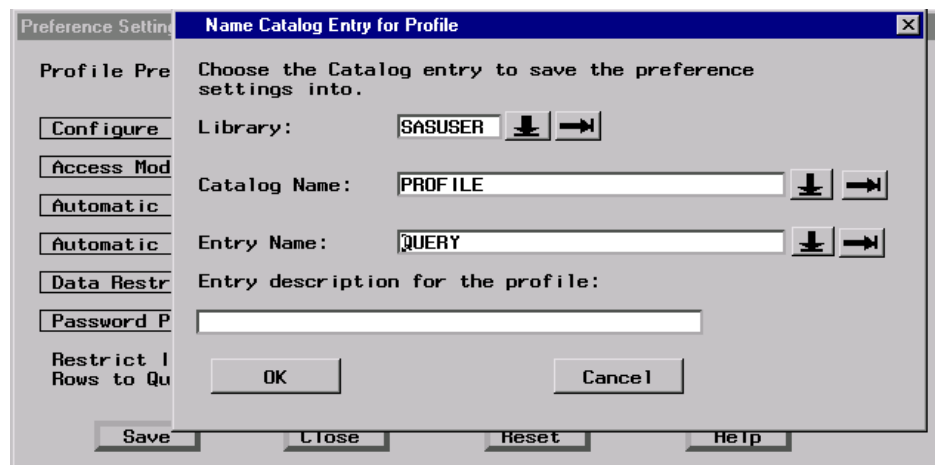 Preference Setting
Name Catalog Entry for Profile
Profile Pre
Choose the Catalog entry to save the preference
settings into.
Configure
Library: SASUSER
Access Mod
Catalog Name: PROFILE
Automatic
Automatic
Entry Name: QUERY
Data Restr
Entry description for the profile:
Password P
Restrict
Rows to Qu
OK Cancel
Save Close Reset Help